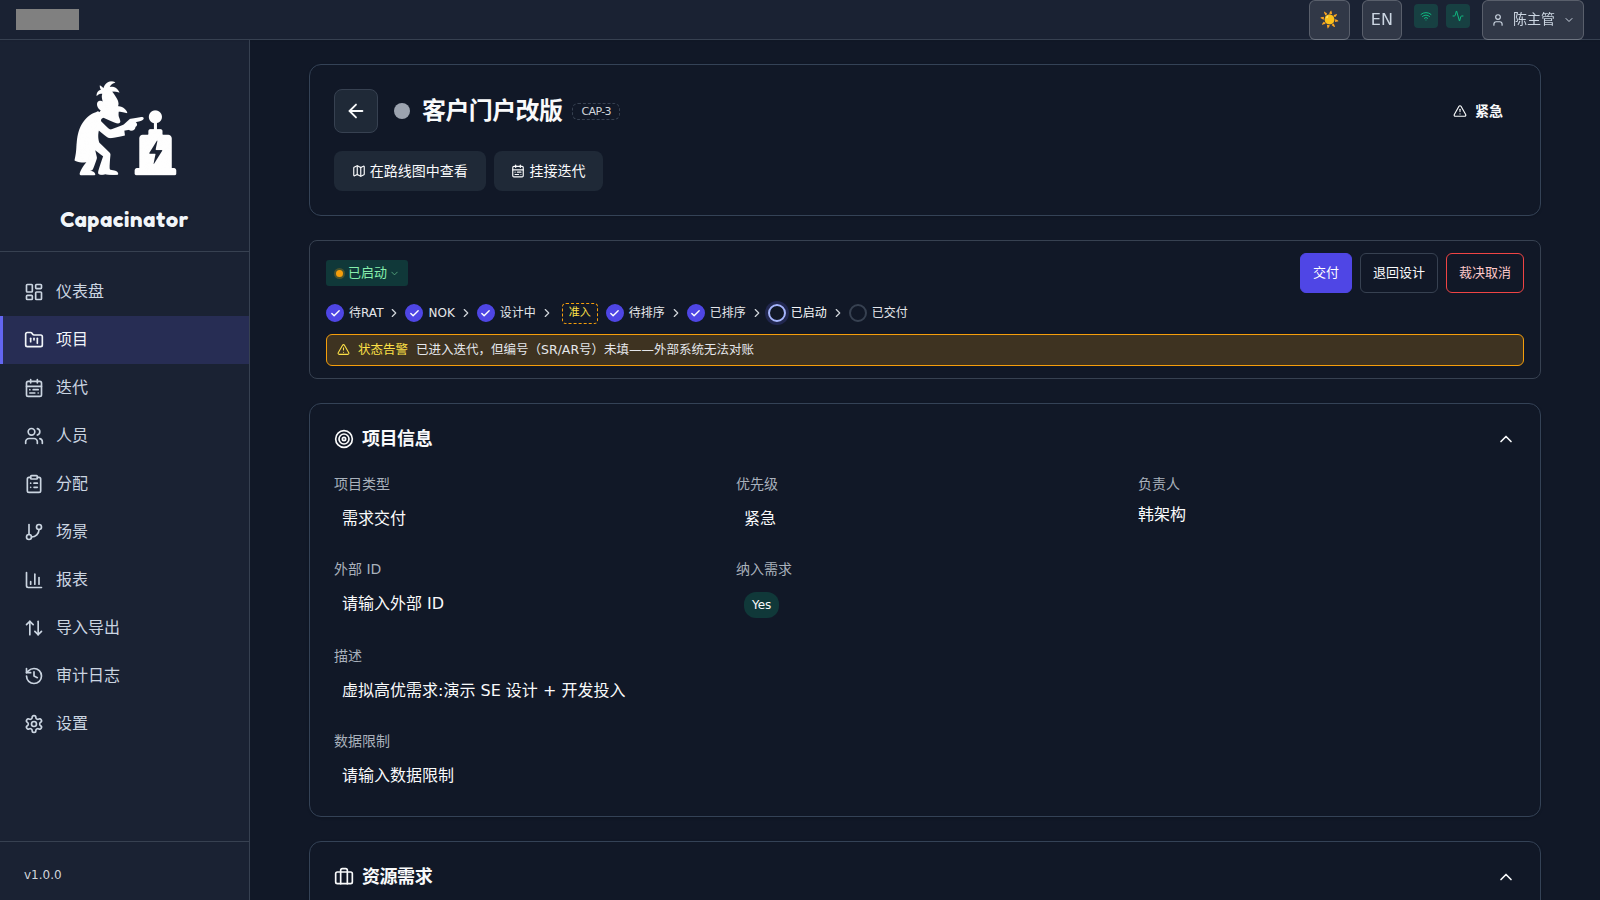 EN
陈主管
Capacinator
仪表盘
项目
迭代
人员
分配
场景
报表
导入导出
审计日志
设置
v1.0.0
客户门户改版 CAP-3
紧急
在路线图中查看 挂接迭代
已启动
交付 退回设计 裁决取消
待RAT NOK 设计中 准入 待排序 已排序 已启动 已交付
状态告警 已进入迭代，但编号（SR/AR号）未填——外部系统无法对账
项目信息
项目类型 优先级 负责人
需求交付 紧急 韩架构
外部 ID 纳入需求
请输入外部 ID Yes
描述
虚拟高优需求:演示 SE 设计 + 开发投入
数据限制
请输入数据限制
资源需求